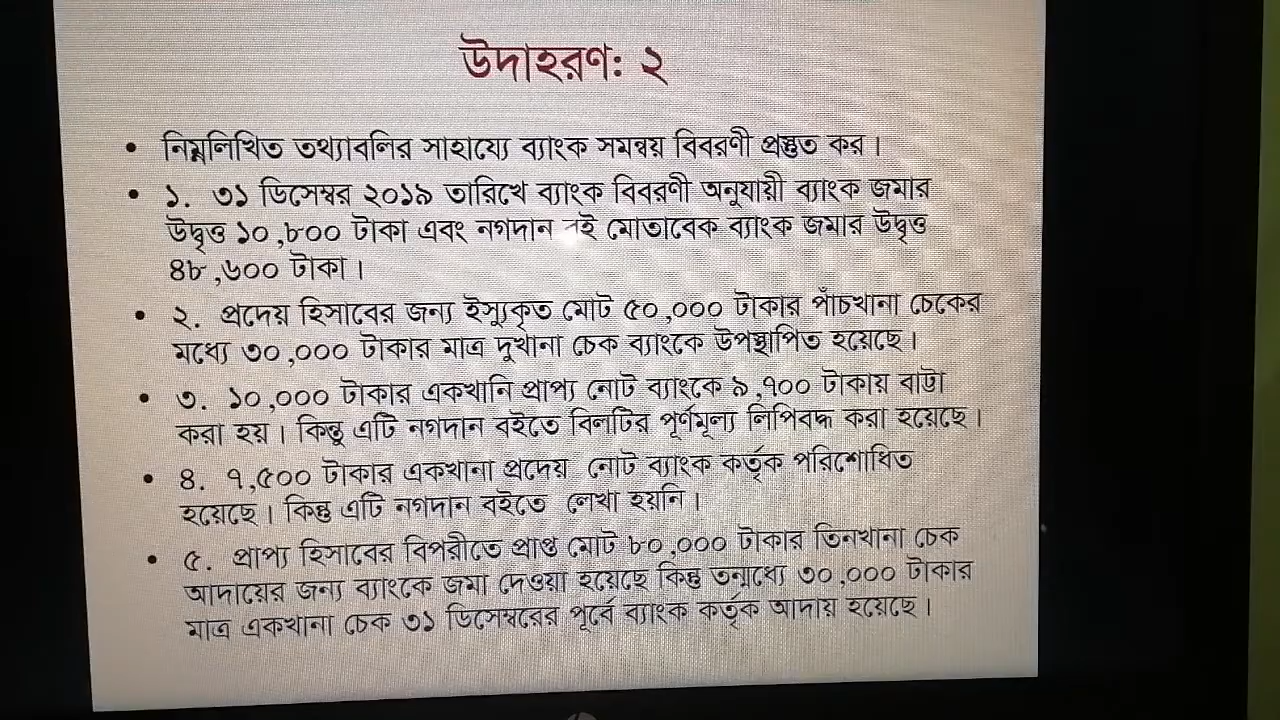 উদাহরণঃ ২
• নিম্নলিখিত তথ্যাবলির সাহায্যে ব্যাংক সমন্বয় বিবরণী প্রস্তুত কর।
• ১. ৩১ ডিসেম্বর ২০১৯ তারিখে ব্যাংক বিবরণী অনুযায়ী ব্যাংক জমার
উদ্বৃত্ত ১০,৮০০ টাকা এবং নগদান বই মোতাবেক ব্যাংক জমার উদ্বৃত্ত
৪৮,৬০০ টাকা।
• ২. প্রদেয় হিসাবের জন্য ইস্যুকৃত মোট ৫০,০০০ টাকার পাঁচখানা চেকের
মধ্যে ৩০,০০০ টাকার মাত্র দুখানা চেক ব্যাংকে উপস্থাপিত হয়েছে।
• ৩. ১০,০০০ টাকার একখানি প্রাপ্য নোট ব্যাংকে ৯,৭০০ টাকায় বাট্টা
করা হয়। কিন্তু এটি নগদান বইতে বিলটির পূর্ণমূল্য লিপিবদ্ধ করা হয়েছে।
• ৪. ৭,৫০০ টাকার একখানা প্রদেয় নোট ব্যাংক কর্তৃক পরিশোধিত
হয়েছে। কিন্তু এটি নগদান বইতে লেখা হয়নি।
• ৫. প্রাপ্য হিসাবের বিপরীতে প্রাপ্ত মোট ৮০,০০০ টাকার তিনখানা চেক
আদায়ের জন্য ব্যাংকে জমা দেওয়া হয়েছে কিন্তু তন্মধ্যে ৩০,০০০ টাকার
মাত্র একখানা চেক ৩১ ডিসেম্বরের পূর্বে ব্যাংক কর্তৃক আদায় হয়েছে।